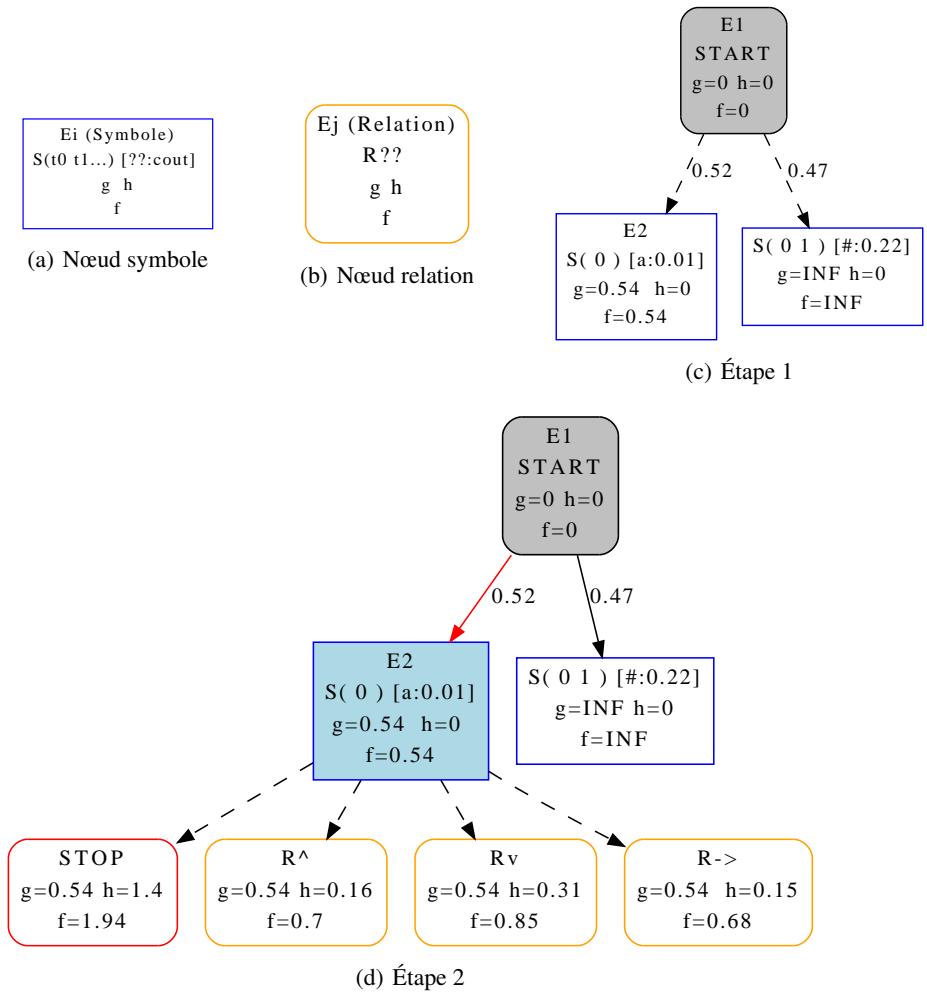 Ei (Symbole)
S(t0 t1...) [??:cout]
g h
f
(a) Nœud symbole
Ej (Relation)
R??
g h
f
(b) Nœud relation
E1
START
g=0 h=0
f=0
0.52
0.47
E2
S( 0 ) [a:0.01]
g=0.54 h=0
f=0.54
S( 0 1 ) [#:0.22]
g=INF h=0
f=INF
(c) Étape 1
E1
START
g=0 h=0
f=0
0.52
0.47
E2
S( 0 ) [a:0.01]
g=0.54 h=0
f=0.54
S( 0 1 ) [#:0.22]
g=INF h=0
f=INF
STOP
g=0.54 h=1.4
f=1.94
R^
g=0.54 h=0.16
f=0.7
Rv
g=0.54 h=0.31
f=0.85
R->
g=0.54 h=0.15
f=0.68
(d) Étape 2